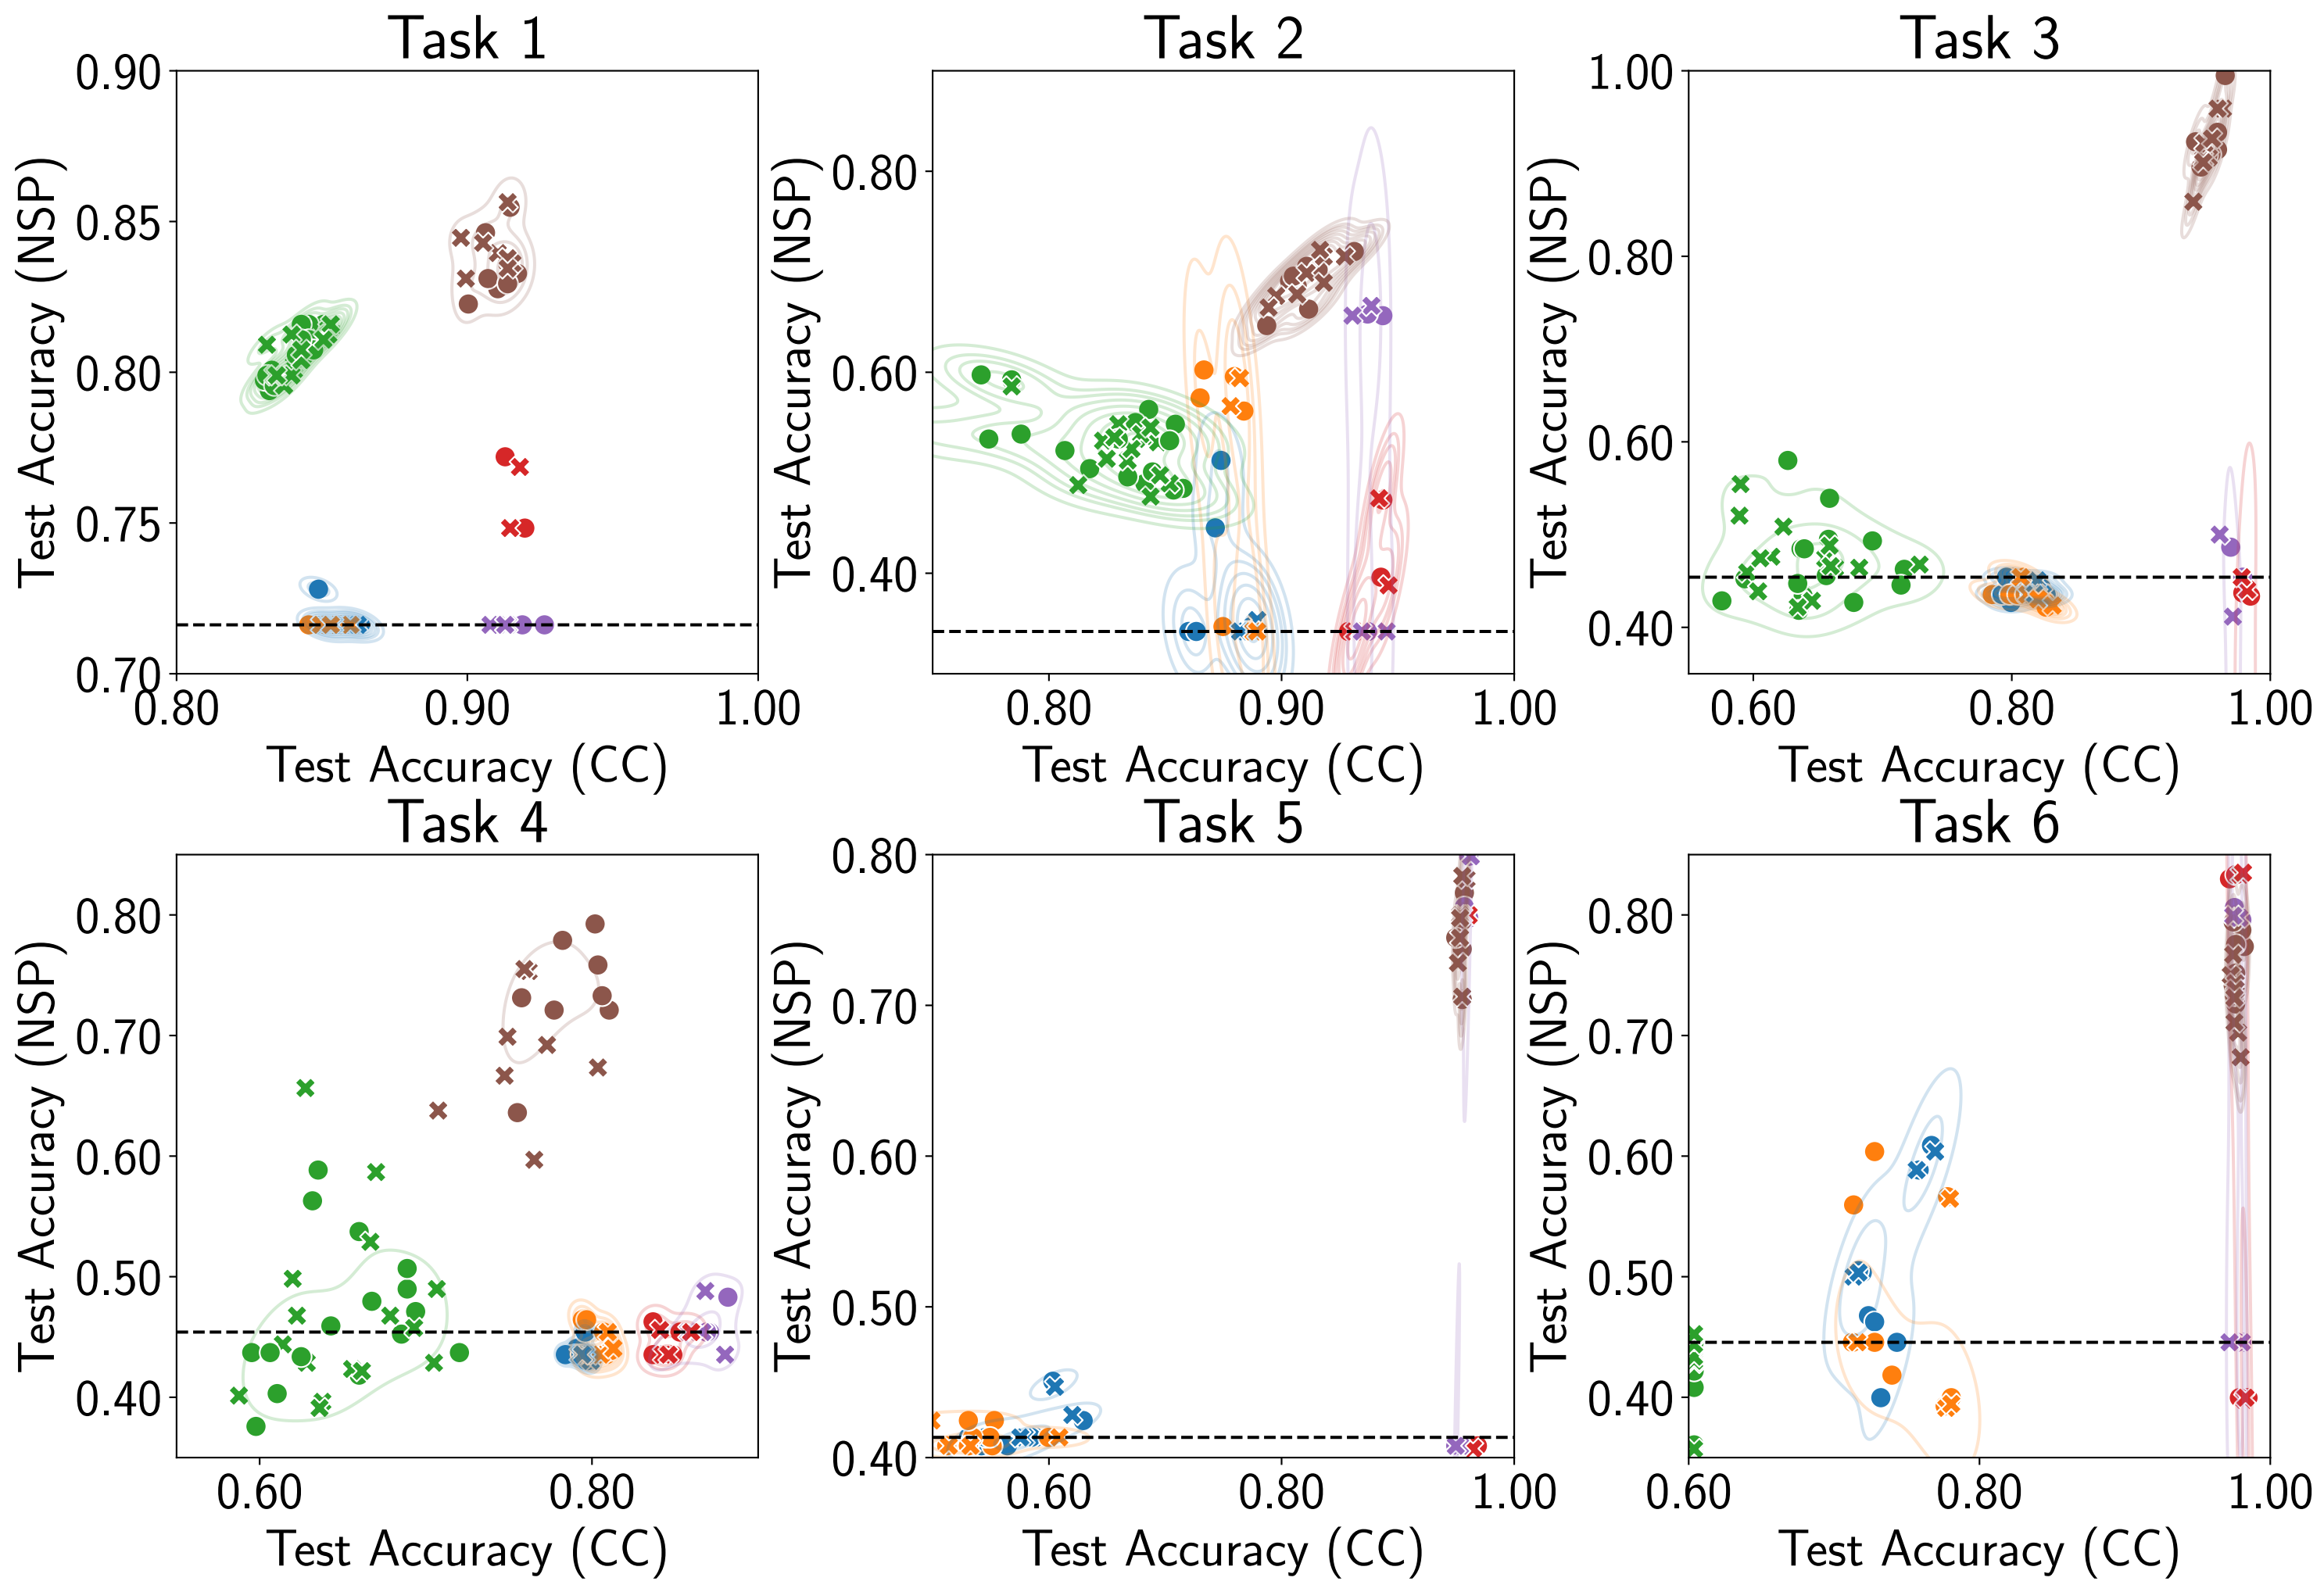 Task 1
Task 2
Task 3
0.90
0.85
0.80
0.75
0.70
Test Accuracy (NSP)
0.80 0.90 1.00
Test Accuracy (CC)
0.80
0.60
0.40
Test Accuracy (NSP)
0.80 0.90 1.00
Test Accuracy (CC)
1.00
0.80
0.60
0.40
Test Accuracy (NSP)
0.60 0.80 1.00
Test Accuracy (CC)
Task 4
Task 5
Task 6
0.80
0.70
0.60
0.50
0.40
Test Accuracy (NSP)
0.60 0.80
Test Accuracy (CC)
0.80
0.70
0.60
0.50
0.40
Test Accuracy (NSP)
0.60 0.80 1.00
Test Accuracy (CC)
0.80
0.70
0.60
0.50
0.40
Test Accuracy (NSP)
0.60 0.80 1.00
Test Accuracy (CC)